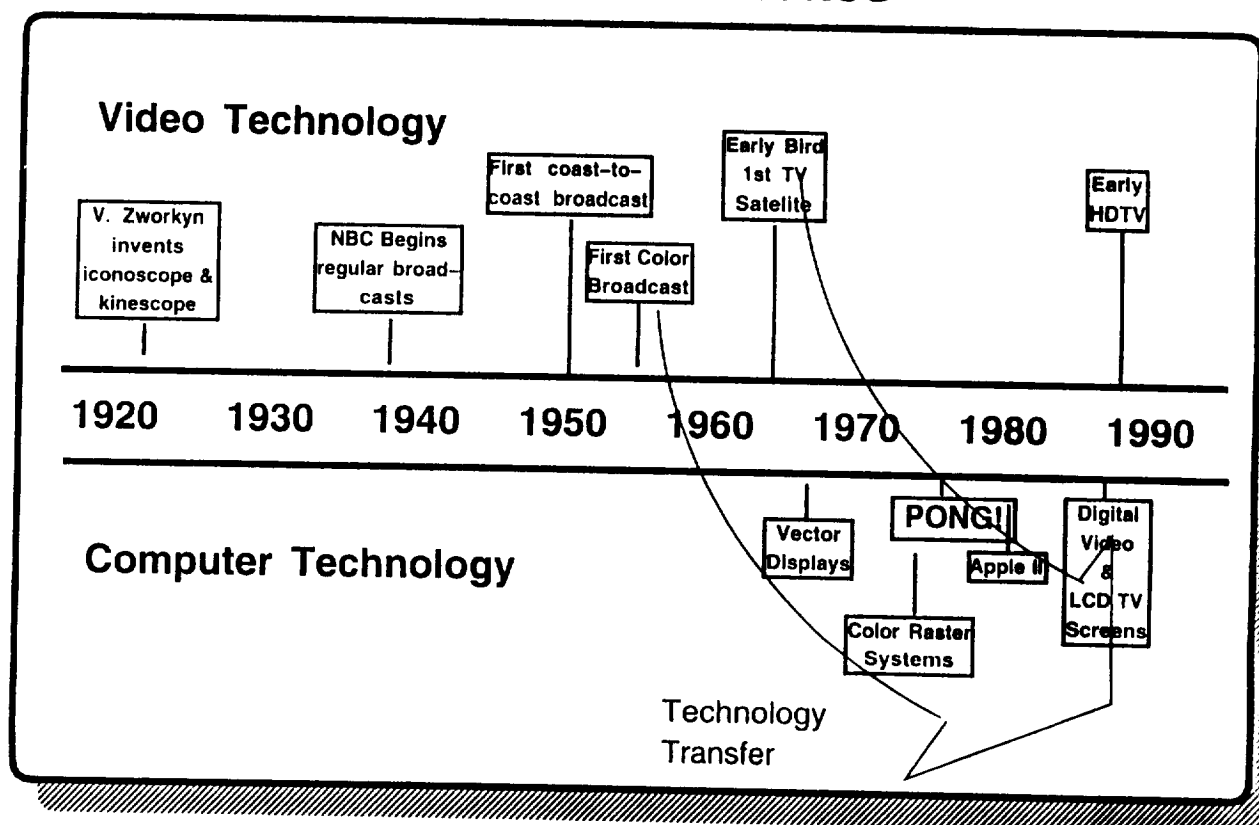 Video Technology
V. Zworkyn
invents
iconoscope &
kinescope
NBC Begins
regular broad-
casts
First coast-to-
coast broadcast
First Color
Broadcast
Early Bird
1st TV
Satelite
Early
HDTV
1920 1930 1940 1950 1960 1970 1980 1990
Computer Technology
Vector
Displays
PONG!
Apple II
Color Raster
Systems
Digital
Video
&
LCD TV
Screens
Technology
Transfer